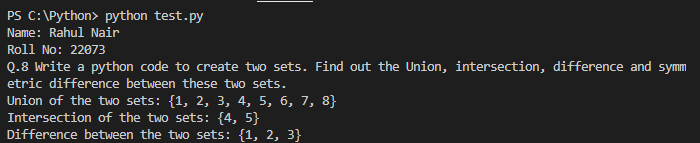 PS C:\Python> python test.py
Name: Rahul Nair
Roll No: 22073
Q.8 Write a python code to create two sets. Find out the Union, intersection, difference and symm
etric difference between these two sets.
Union of the two sets: {1, 2, 3, 4, 5, 6, 7, 8}
Intersection of the two sets: {4, 5}
Difference between the two sets: {1, 2, 3}